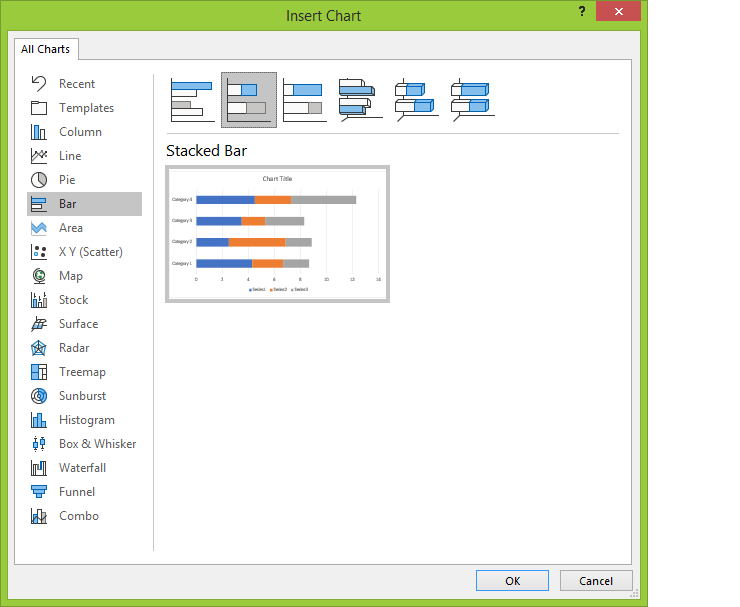 Insert Chart
?
All Charts
Recent
Templates
Column
Line
Pie
Bar
Area
X Y (Scatter)
Map
Stock
Surface
Radar
Treemap
Sunburst
Histogram
Box & Whisker
Waterfall
Funnel
Combo
Stacked Bar
Chart Title
Category 4
Category 3
Category 2
Category 1
0 2 4 6 8 10 12 14
Series1 Series2 Series3
OK Cancel